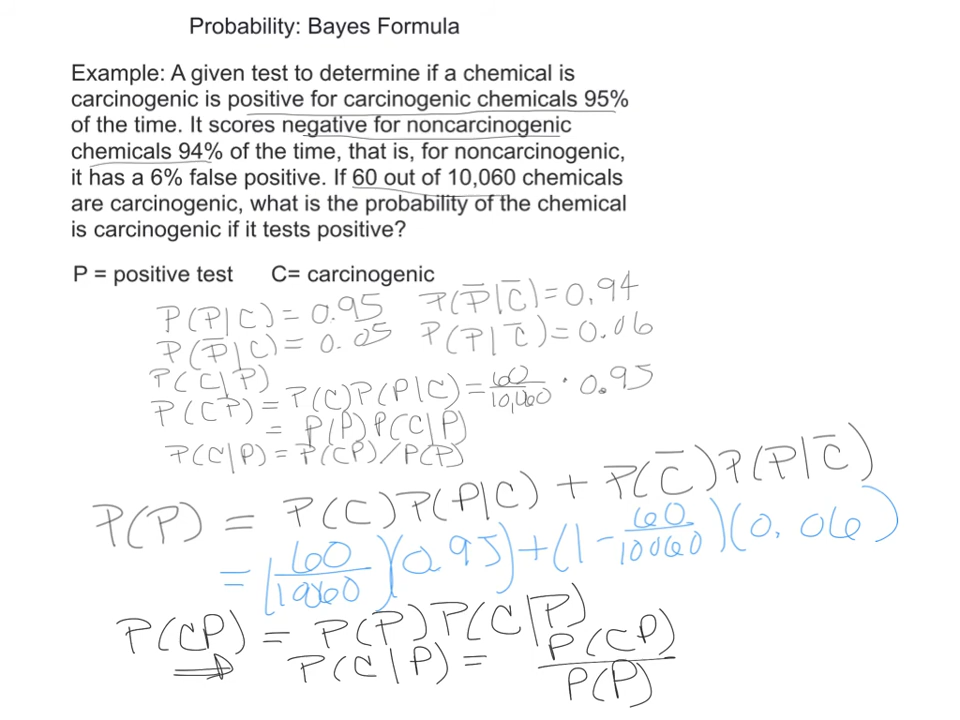 Probability: Bayes Formula
Example: A given test to determine if a chemical is
carcinogenic is positive for carcinogenic chemicals 95%
of the time. It scores negative for noncarcinogenic
chemicals 94% of the time, that is, for noncarcinogenic,
it has a 6% false positive. If 60 out of 10,060 chemicals
are carcinogenic, what is the probability of the chemical
is carcinogenic if it tests positive?
P = positive test C= carcinogenic
P(P|C) = 0.95 P(P̅|C̅) = 0.94
P(P̅|C) = 0.05 P(P|C̅) = 0.06
P(C|P)
P(CP) = P(C)P(P|C) = 60/10,060 · 0.95
= P(P)P(C|P)
P(C|P) = P(CP)/P(P)
P(P) = P(C)P(P|C) + P(C̅)P(P|C̅)
= (60/10060)(0.95) + (1 - 60/10060)(0.06)
P(CP) = P(P)P(C|P)
⇒ P(C|P) = P(CP)/P(P)